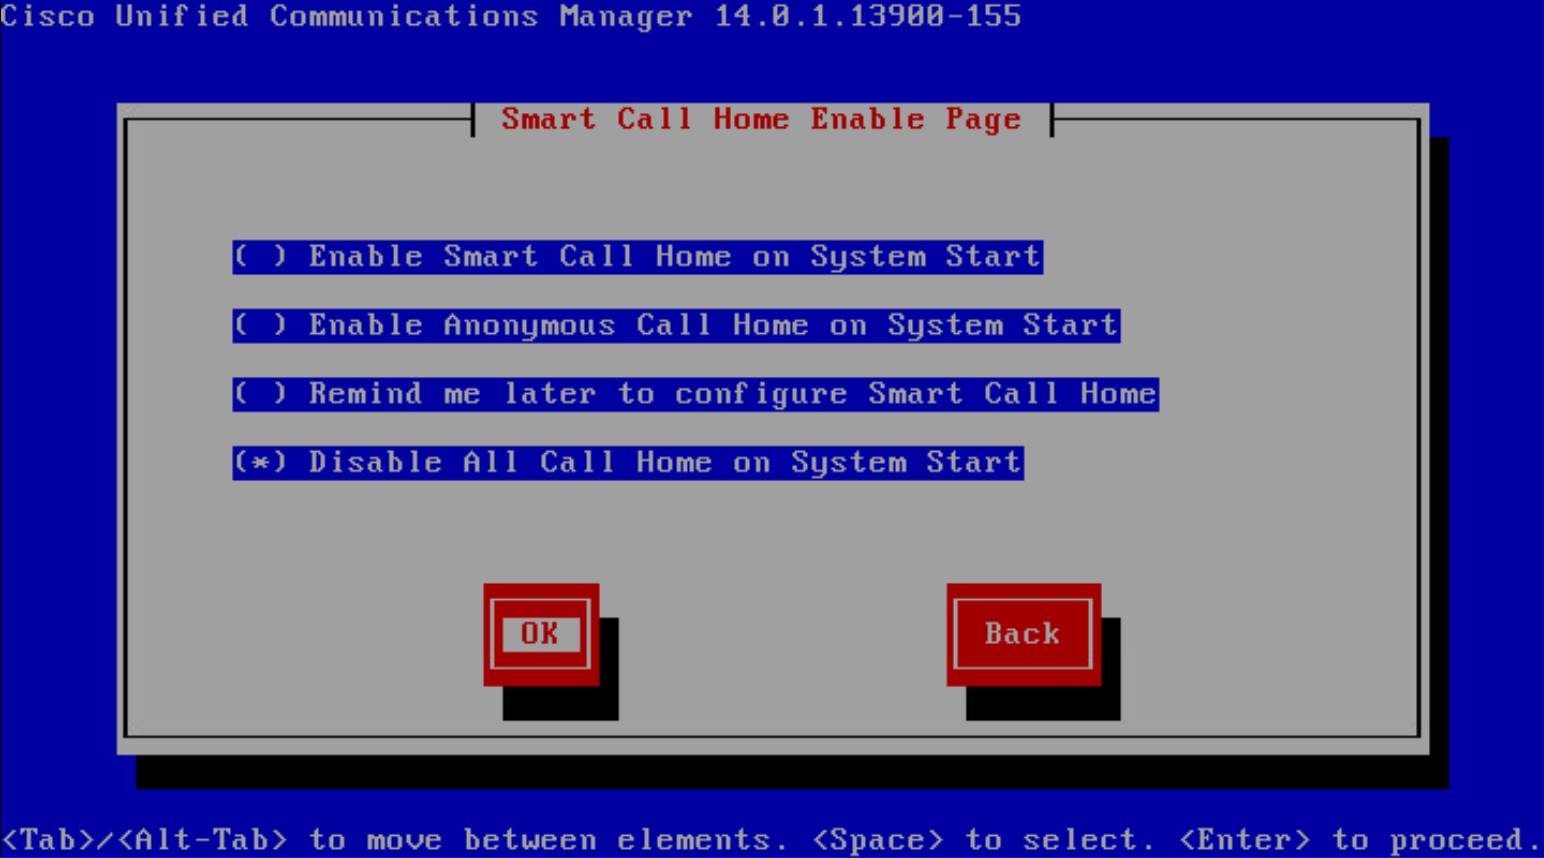 Cisco Unified Communications Manager 14.0.1.13900-155
Smart Call Home Enable Page
( ) Enable Smart Call Home on System Start
( ) Enable Anonymous Call Home on System Start
( ) Remind me later to configure Smart Call Home
(*) Disable All Call Home on System Start
OK Back
<Tab>/<Alt-Tab> to move between elements. <Space> to select. <Enter> to proceed.